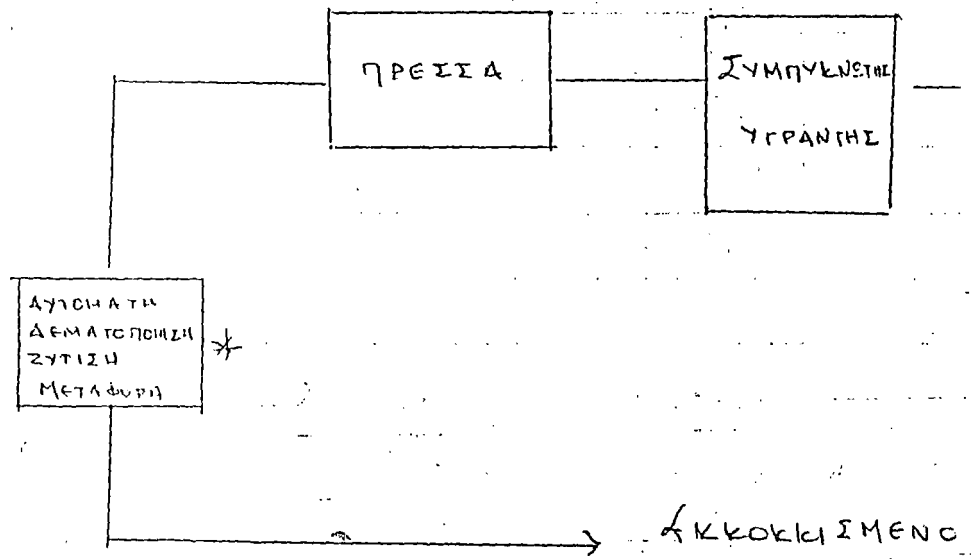 ΠΡΕΣΣΑ
ΣΥΜΠΥΚΝΩΤΗΣ
ΥΓΡΑΝΤΗΣ
ΑΥΤΟΜΑΤΗ
ΔΕΜΑΤΟΠΟΙΗΣΗ
ΖΥΓΙΣΗ
ΜΕΤΑΦΟΡΑ
*
ΕΚΚΟΚΚΙΣΜΕΝΟ